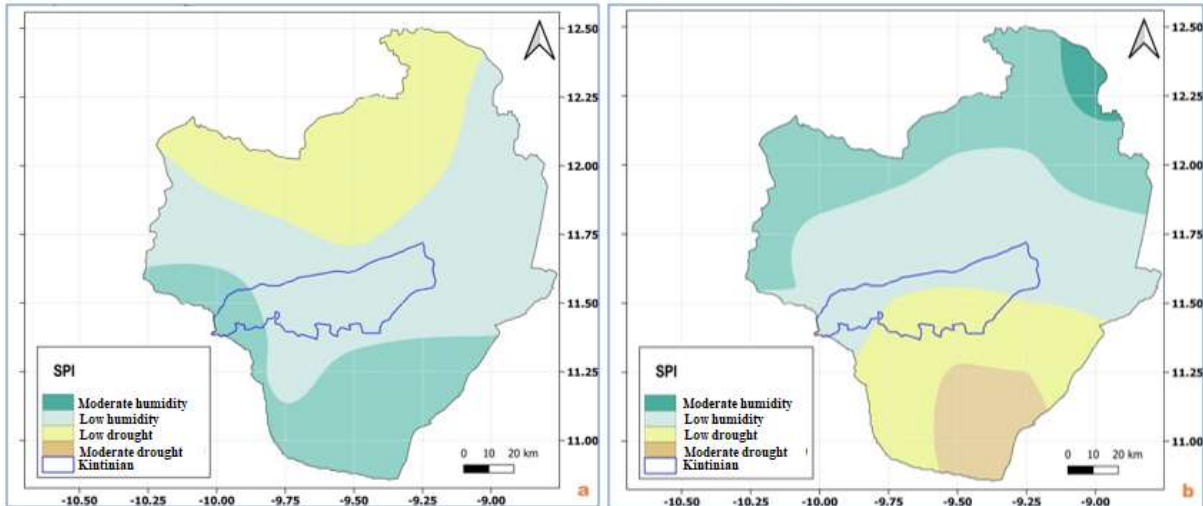 12.50
12.25
12.00
11.75
11.50
11.25
11.00
SPI
Moderate humidity
Low humidity
Low drought
Moderate drought
Kintinian
0 10 20 km
-10.50 -10.25 -10.00 -9.75 -9.50 -9.25 -9.00
a
12.50
12.25
12.00
11.75
11.50
11.25
11.00
SPI
Moderate humidity
Low humidity
Low drought
Moderate drought
Kintinian
0 10 20 km
-10.50 -10.25 -10.00 -9.75 -9.50 -9.25 -9.00
b